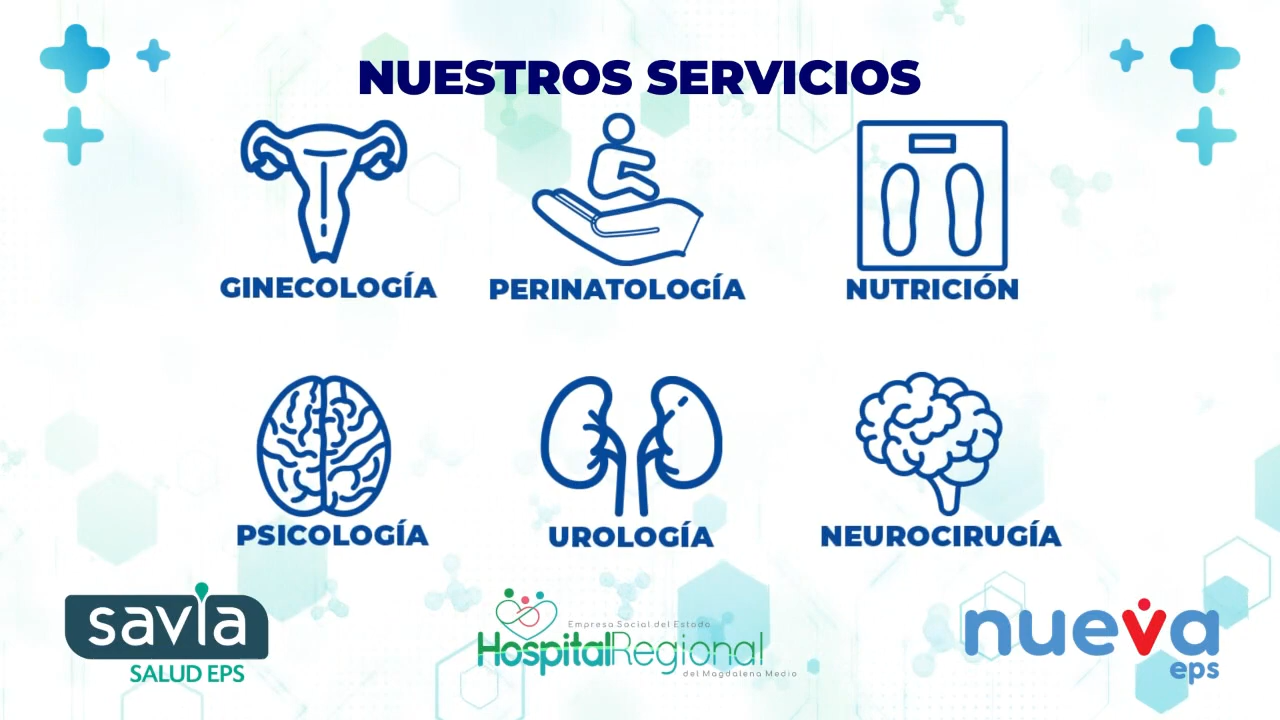 NUESTROS SERVICIOS
GINECOLOGÍA
PERINATOLOGÍA
NUTRICIÓN
PSICOLOGÍA
UROLOGÍA
NEUROCIRUGÍA
savia
SALUD EPS
Empresa Social del Estado
HospitalRegional
del Magdalena Medio
nueva
eps